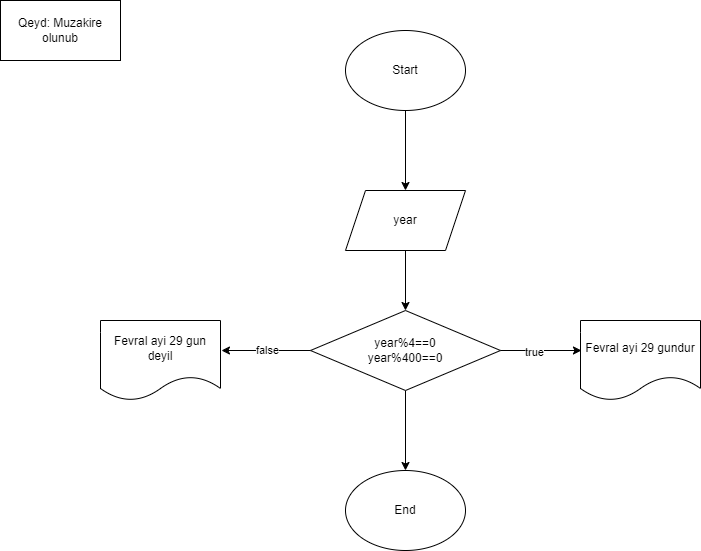 Qeyd: Muzakire
olunub
Start
year
year%4==0
year%400==0
false
true
Fevral ayi 29 gun
deyil
Fevral ayi 29 gundur
End